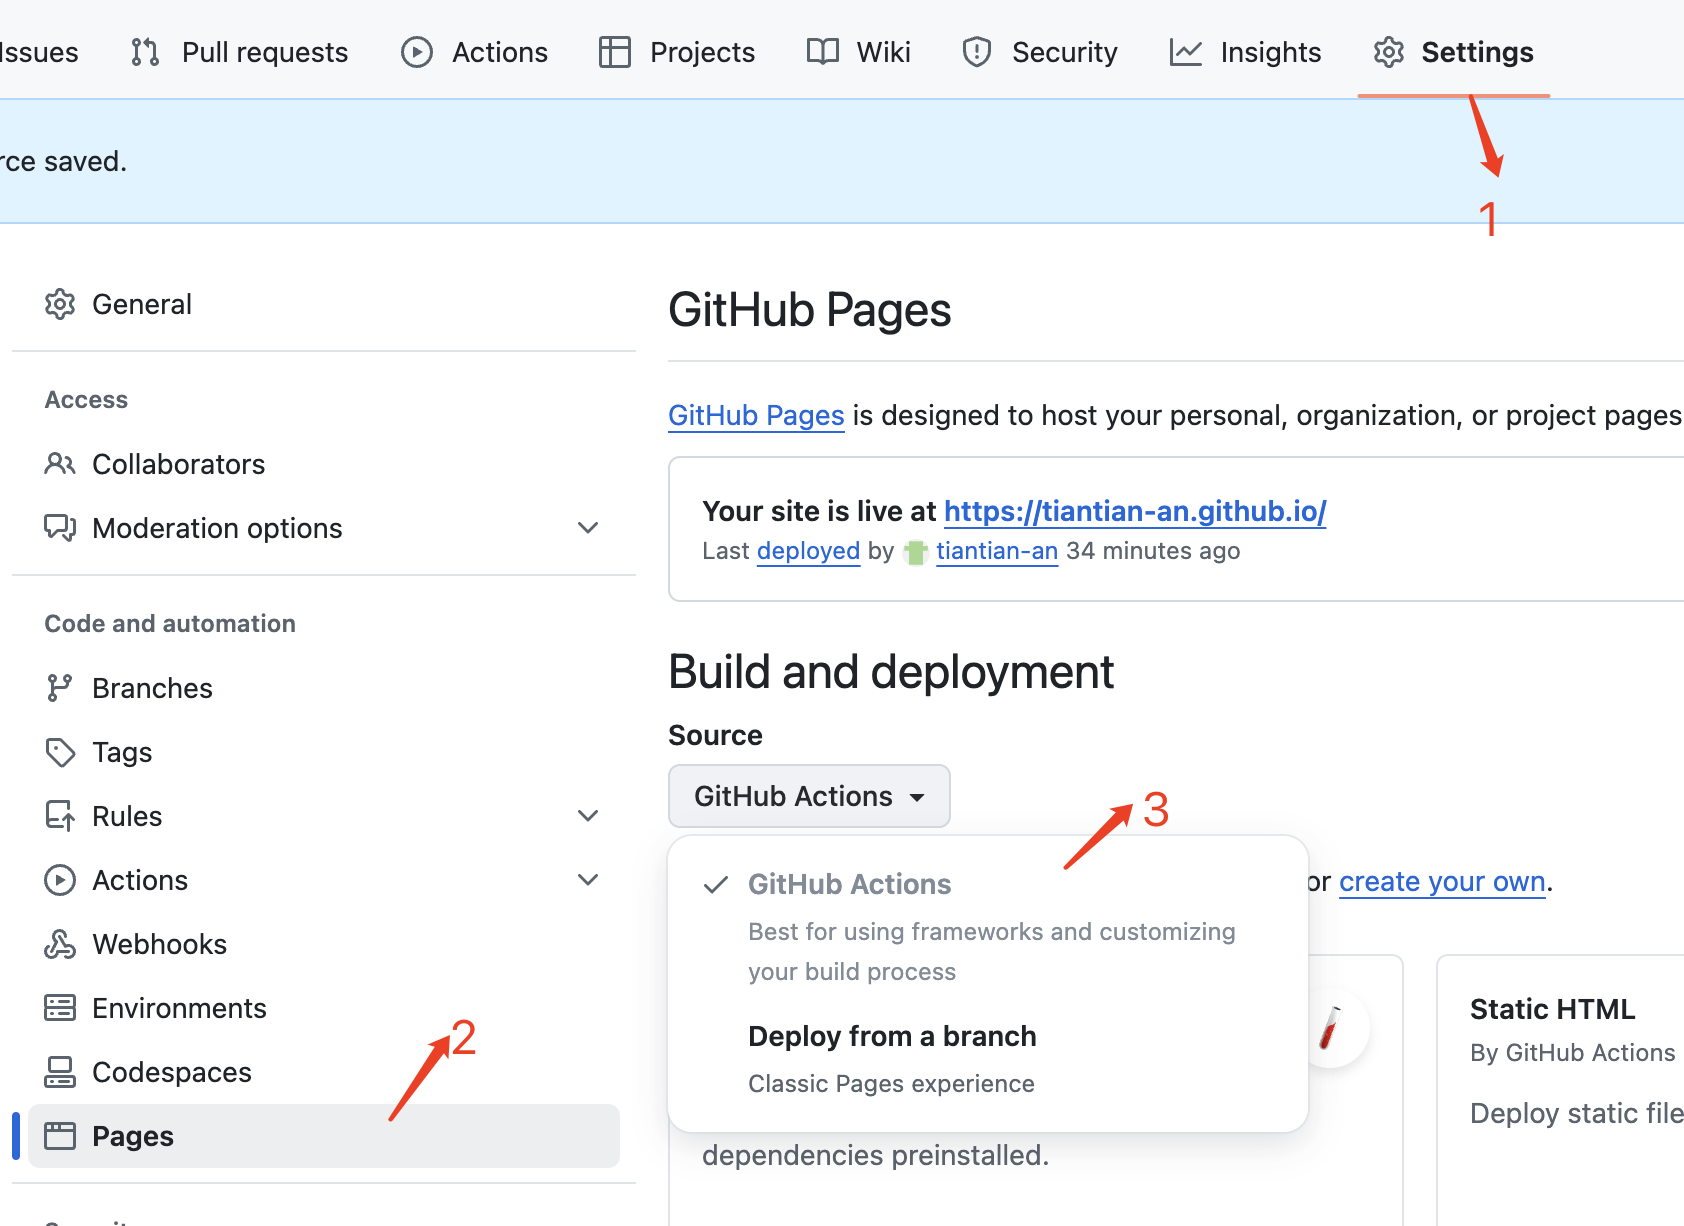 Issues Pull requests Actions Projects Wiki Security Insights Settings
rce saved.
1
General
Access
Collaborators
Moderation options
Code and automation
Branches
Tags
Rules
Actions
Webhooks
Environments
Codespaces
2
Pages
GitHub Pages
GitHub Pages is designed to host your personal, organization, or project pages
Your site is live at https://tiantian-an.github.io/
Last deployed by tiantian-an 34 minutes ago
Build and deployment
Source
GitHub Actions
3
GitHub Actions
Best for using frameworks and customizing
your build process
Deploy from a branch
Classic Pages experience
or create your own.
dependencies preinstalled.
Static HTML
By GitHub Actions
Deploy static file